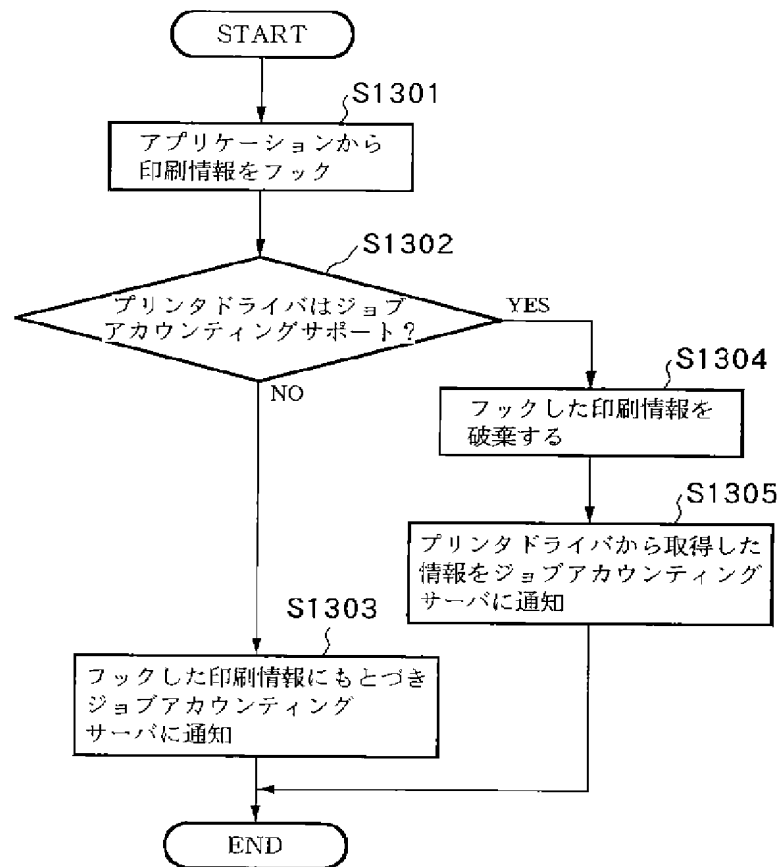 START
S1301
アプリケーションから
印刷情報をフック
S1302
プリンタドライバはジョブ
アカウンティングサポート?
YES
NO
S1304
フックした印刷情報を
破棄する
S1305
プリンタドライバから取得した
情報をジョブアカウンティング
サーバに通知
S1303
フックした印刷情報にもとづき
ジョブアカウンティング
サーバに通知
END